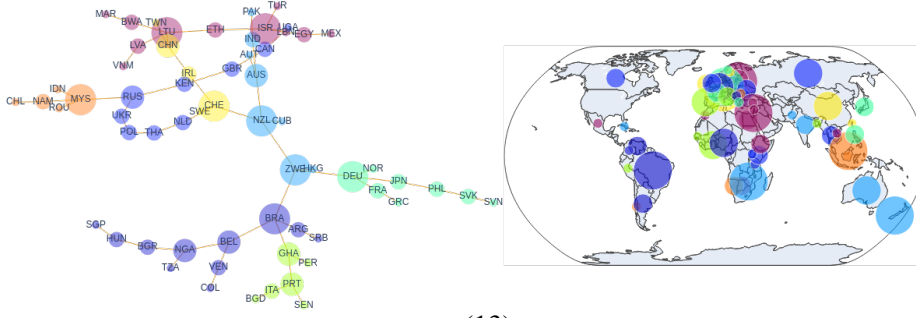 TUR
PAK
MAR
BWA
TWN
ISR
UGA
LTU
ETH
LBN
EGY
MEX
IND
CHN
LVA
CAN
AUT
VNM
IRL
GBR
AUS
KEN
IDN
CHL
NAM
MYS
RUS
ROU
SWE
CHE
UKR
NLD
NZL
CUB
POL
THA
ZWE
HKG
NOR
DEU
JPN
FRA
PHL
SVK
GRC
SVN
SGP
BRA
HUN
ARG
SRB
BGR
NGA
BEL
GHA
PER
TZA
VEN
COL
PRT
ITA
BGD
SEN